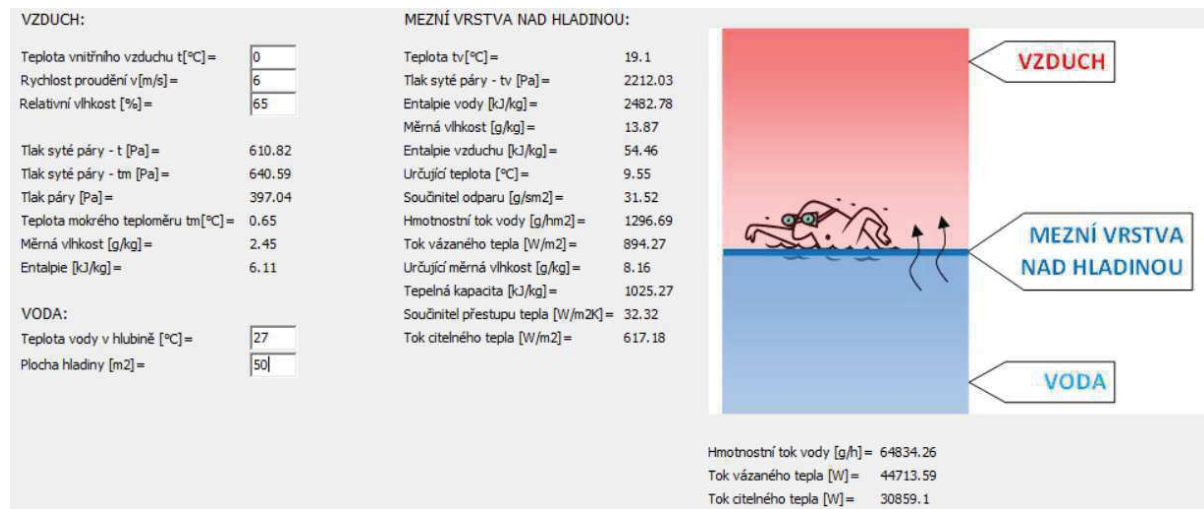 VZDUCH:
Teplota vnitřního vzduchu t[°C]= 0
Rychlost proudění v[m/s]= 6
Relativní vlhkost [%]= 65
Tlak syté páry - t [Pa]= 610.82
Tlak syté páry - tm [Pa]= 640.59
Tlak páry [Pa]= 397.04
Teplota mokrého teploměru tm[°C]= 0.65
Měrná vlhkost [g/kg]= 2.45
Entalpie [kJ/kg]= 6.11
VODA:
Teplota vody v hlubině [°C]= 27
Plocha hladiny [m2]= 50
MEZNÍ VRSTVA NAD HLADINOU:
Teplota tv[°C]= 19.1
Tlak syté páry - tv [Pa]= 2212.03
Entalpie vody [kJ/kg]= 2482.78
Měrná vlhkost [g/kg]= 13.87
Entalpie vzduchu [kJ/kg]= 54.46
Určující teplota [°C]= 9.55
Součinitel odparu [g/sm2]= 31.52
Hmotnostní tok vody [g/hm2]= 1296.69
Tok vázaného tepla [W/m2]= 894.27
Určující měrná vlhkost [g/kg]= 8.16
Tepelná kapacita [kJ/kg]= 1025.27
Součinitel přestupu tepla [W/m2K]= 32.32
Tok citelného tepla [W/m2]= 617.18
VZDUCH
MEZNÍ VRSTVA
NAD HLADINOU
VODA
Hmotnostní tok vody [g/h]= 64834.26
Tok vázaného tepla [W]= 44713.59
Tok citelného tepla [W]= 30859.1